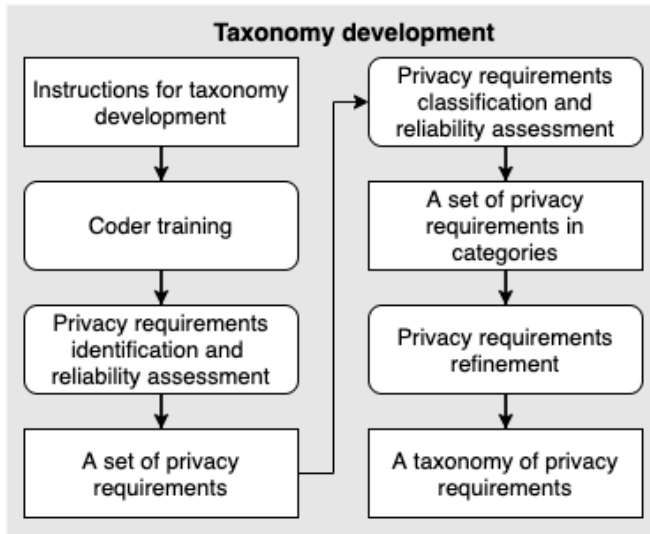 Taxonomy development
Instructions for taxonomy
development
Coder training
Privacy requirements
identification and
reliability assessment
A set of privacy
requirements
Privacy requirements
classification and
reliability assessment
A set of privacy
requirements in
categories
Privacy requirements
refinement
A taxonomy of privacy
requirements